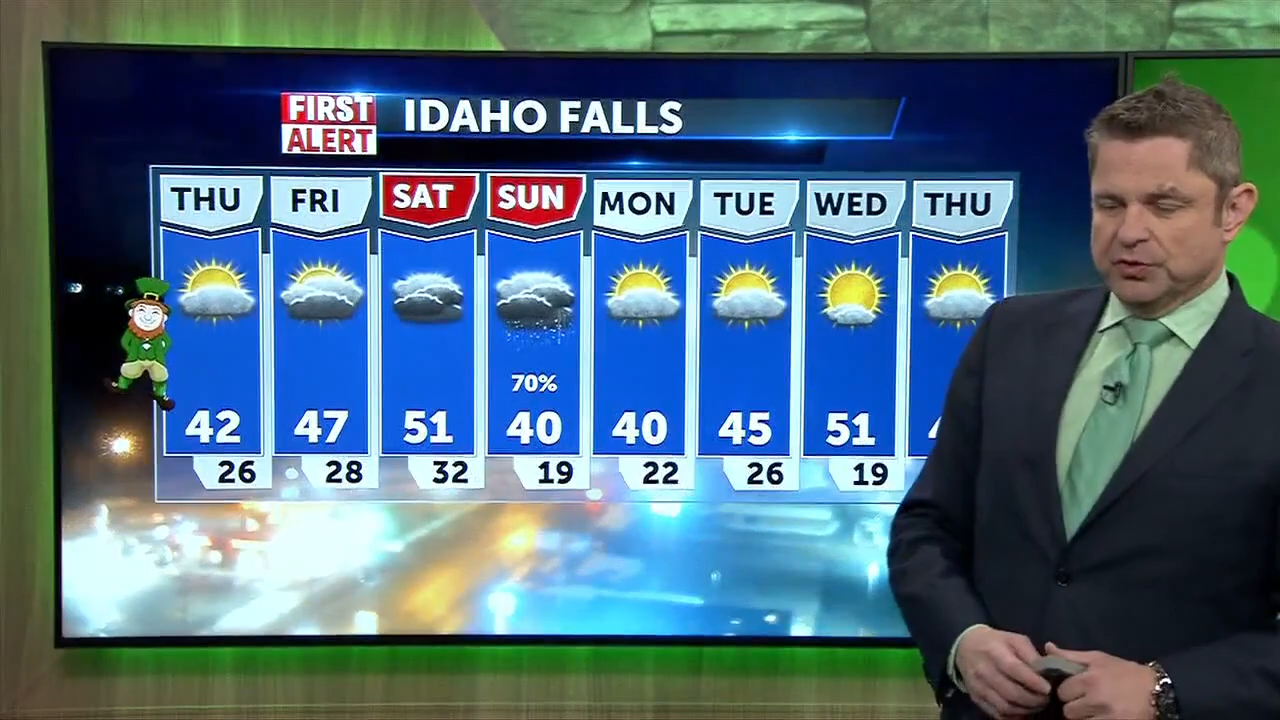 FIRST
ALERT
IDAHO FALLS
THU FRI SAT SUN MON TUE WED THU
70%
42 47 51 40 40 45 51
26 28 32 19 22 26 19